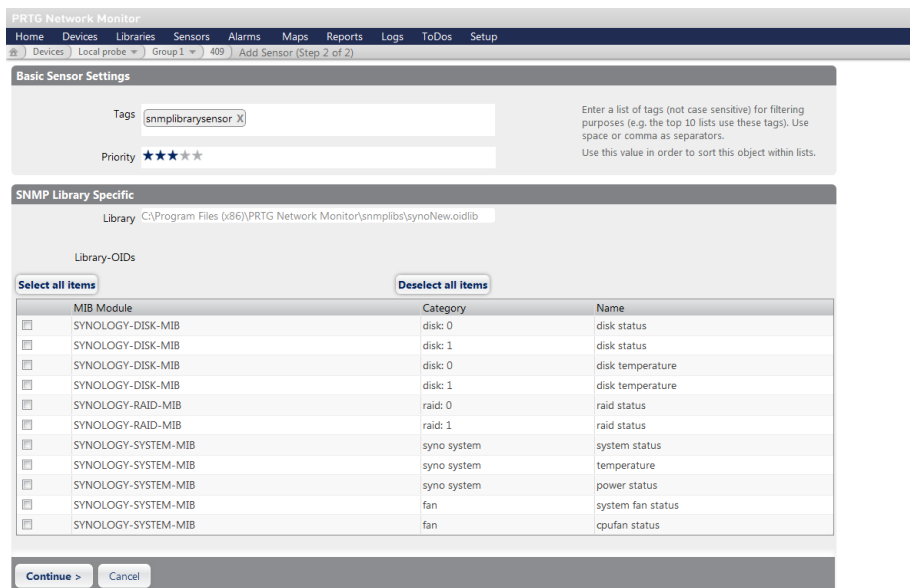 PRTG Network Monitor
Home Devices Libraries Sensors Alarms Maps Reports Logs ToDos Setup
Devices Local probe Group1 409 Add Sensor (Step 2 of 2)
Basic Sensor Settings
Tags snmplibrarysensor X
Enter a list of tags (not case sensitive) for filtering
purposes (e.g. the top 10 lists use these tags). Use
space or comma as separators.
Priority
Use this value in order to sort this object within lists.
SNMP Library Specific
Library C:\Program Files (x86)\PRTG Network Monitor\snmplibs\synoNew.oidlib
Library-OIDs
Select all items Deselect all items
MIB Module Category Name
SYNOLOGY-DISK-MIB disk: 0 disk status
SYNOLOGY-DISK-MIB disk: 1 disk status
SYNOLOGY-DISK-MIB disk: 0 disk temperature
SYNOLOGY-DISK-MIB disk: 1 disk temperature
SYNOLOGY-RAID-MIB raid: 0 raid status
SYNOLOGY-RAID-MIB raid: 1 raid status
SYNOLOGY-SYSTEM-MIB syno system system status
SYNOLOGY-SYSTEM-MIB syno system temperature
SYNOLOGY-SYSTEM-MIB syno system power status
SYNOLOGY-SYSTEM-MIB fan system fan status
SYNOLOGY-SYSTEM-MIB fan cpufan status
Continue > Cancel